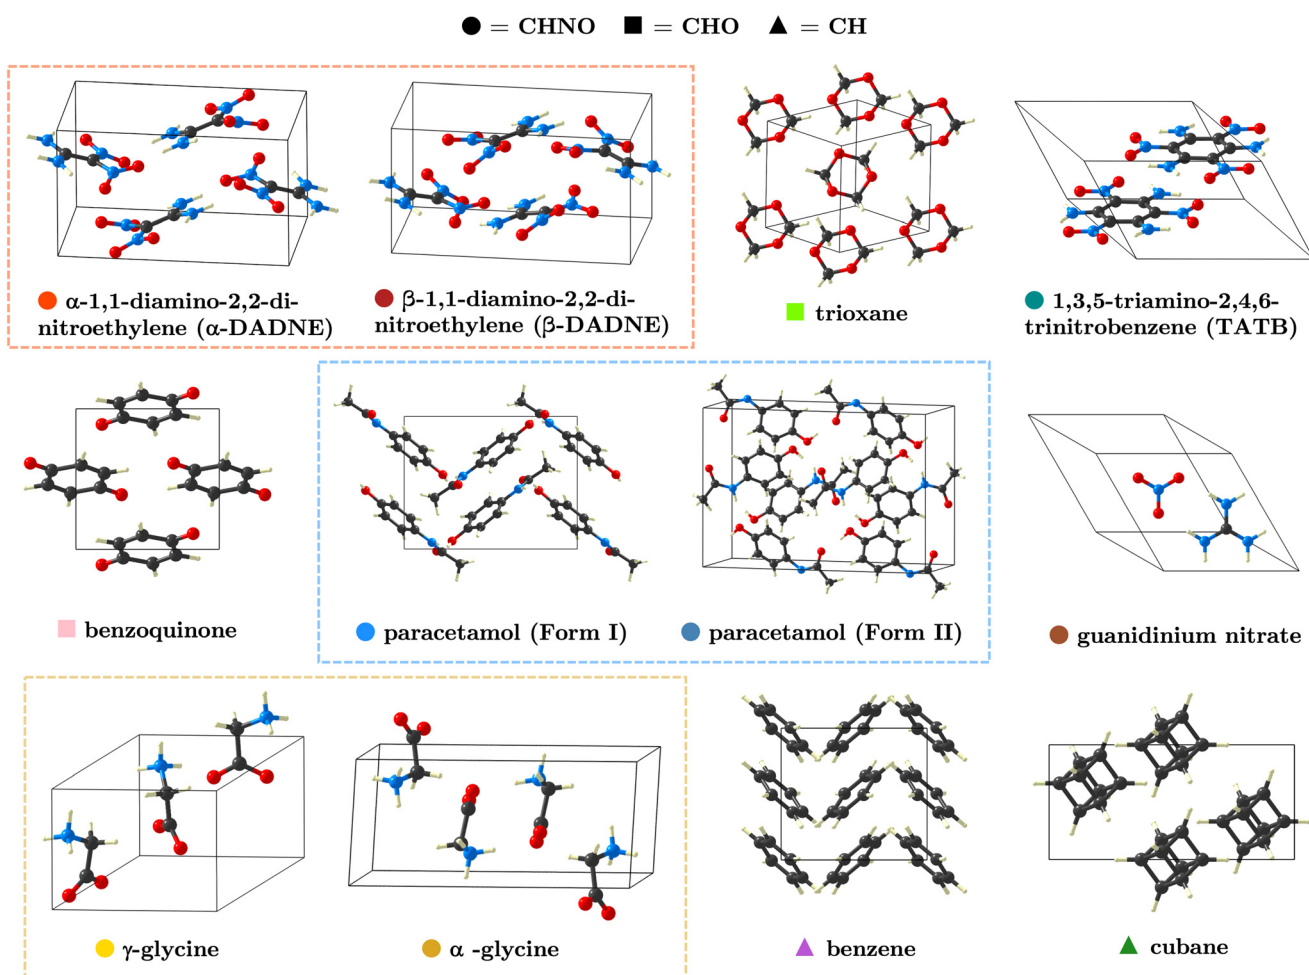 ● = CHNO ■ = CHO ▲ = CH
α-1,1-diamino-2,2-di-
nitroethylene (α-DADNE)
β-1,1-diamino-2,2-di-
nitroethylene (β-DADNE)
trioxane
1,3,5-triamino-2,4,6-
trinitrobenzene (TATB)
benzoquinone
paracetamol (Form I)
paracetamol (Form II)
guanidinium nitrate
γ-glycine
α -glycine
benzene
cubane